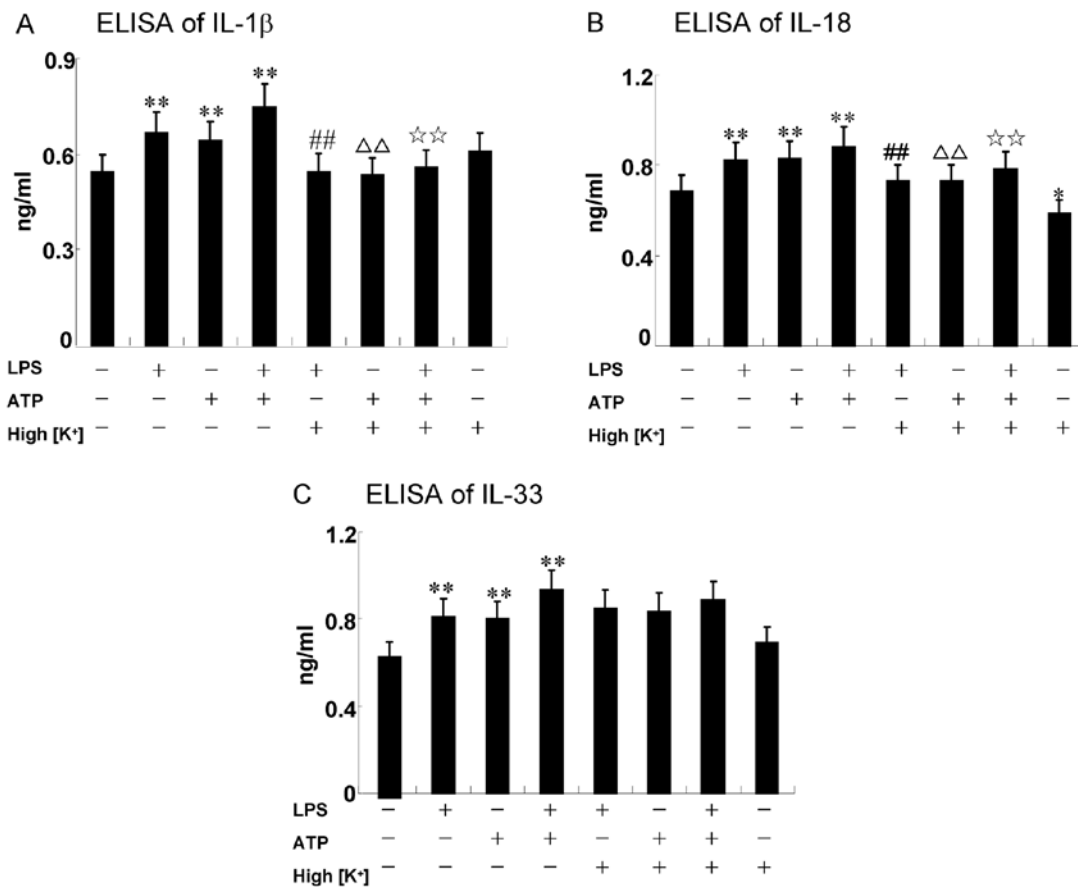 A ELISA of IL-1β
0.9
0.6
0.3
0
ng/ml
** ** ** ## △△ ☆☆
LPS − + − + + − + −
ATP − − + + − + + −
High [K⁺] − − − − + + + +
B ELISA of IL-18
1.2
0.8
0.4
0
ng/ml
** ** ** ## △△ ☆☆ *
LPS − + − + + − + −
ATP − − + + − + + −
High [K⁺] − − − − + + + +
C ELISA of IL-33
1.2
0.8
0.4
0
ng/ml
** ** **
LPS − + − + + − + −
ATP − − + + − + + −
High [K⁺] − − − − + + + +